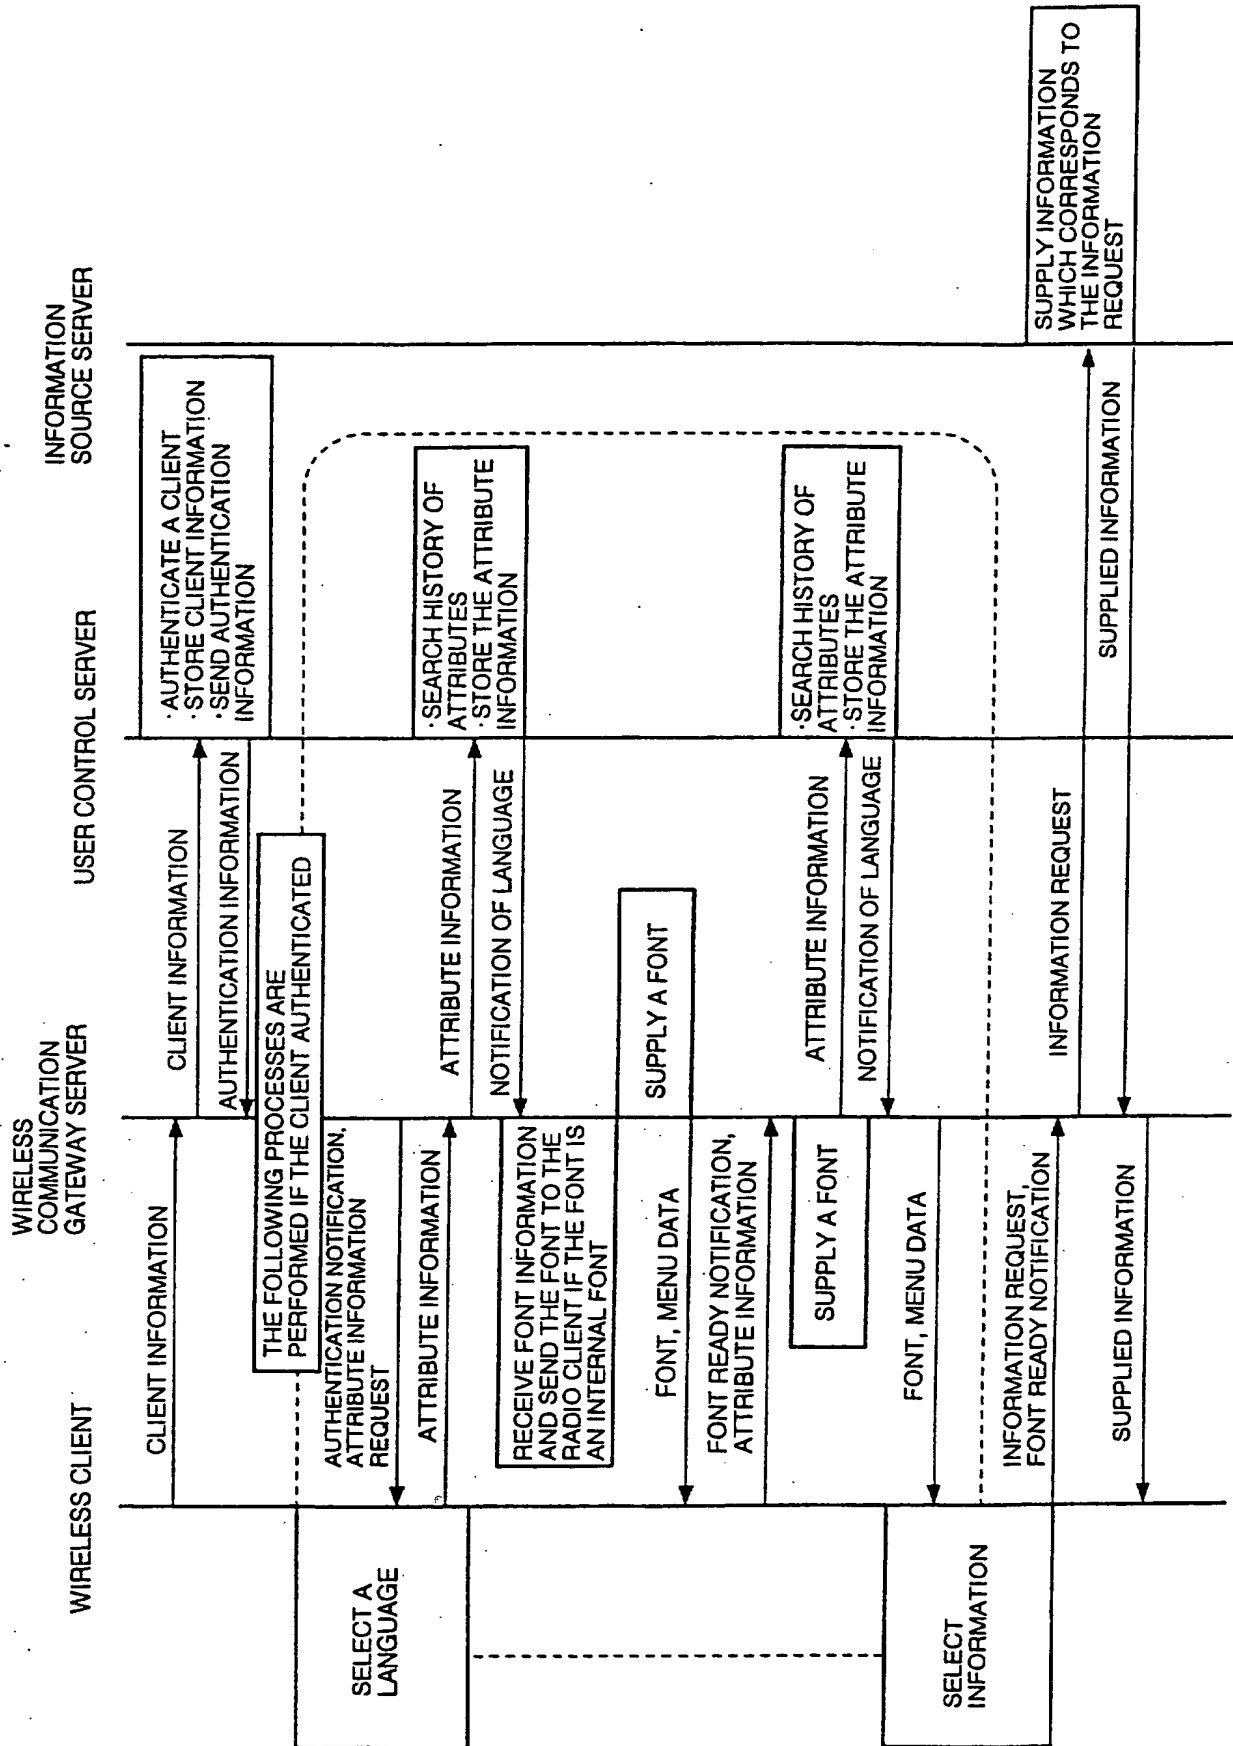 WIRELESS CLIENT
WIRELESS
COMMUNICATION
GATEWAY SERVER
USER CONTROL SERVER
INFORMATION
SOURCE SERVER
CLIENT INFORMATION
CLIENT INFORMATION
·AUTHENTICATE A CLIENT
·STORE CLIENT INFORMATION
·SEND AUTHENTICATION
INFORMATION
AUTHENTICATION INFORMATION
THE FOLLOWING PROCESSES ARE
PERFORMED IF THE CLIENT AUTHENTICATED
SELECT A
LANGUAGE
AUTHENTICATION NOTIFICATION,
ATTRIBUTE INFORMATION
REQUEST
ATTRIBUTE INFORMATION
ATTRIBUTE INFORMATION
·SEARCH HISTORY OF
ATTRIBUTES
·STORE THE ATTRIBUTE
INFORMATION
NOTIFICATION OF LANGUAGE
RECEIVE FONT INFORMATION
AND SEND THE FONT TO THE
RADIO CLIENT IF THE FONT IS
AN INTERNAL FONT
SUPPLY A FONT
FONT, MENU DATA
FONT READY NOTIFICATION,
ATTRIBUTE INFORMATION
ATTRIBUTE INFORMATION
·SEARCH HISTORY OF
ATTRIBUTES
·STORE THE ATTRIBUTE
INFORMATION
NOTIFICATION OF LANGUAGE
SUPPLY A FONT
FONT, MENU DATA
SELECT
INFORMATION
INFORMATION REQUEST,
FONT READY NOTIFICATION
INFORMATION REQUEST
SUPPLY INFORMATION
WHICH CORRESPONDS TO
THE INFORMATION
REQUEST
SUPPLIED INFORMATION
SUPPLIED INFORMATION